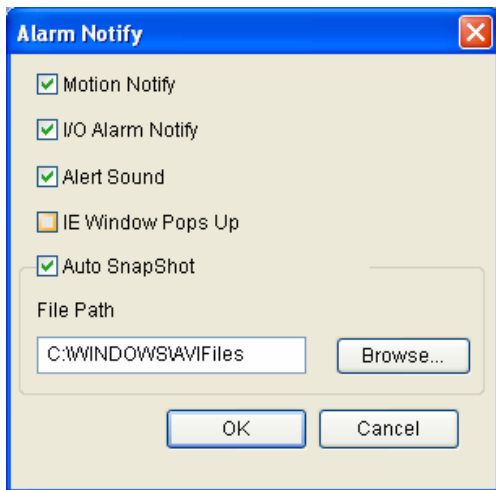 Alarm Notify
Motion Notify
I/O Alarm Notify
Alert Sound
IE Window Pops Up
Auto SnapShot
File Path
C:\WINDOWS\AVIFiles
Browse...
OK
Cancel